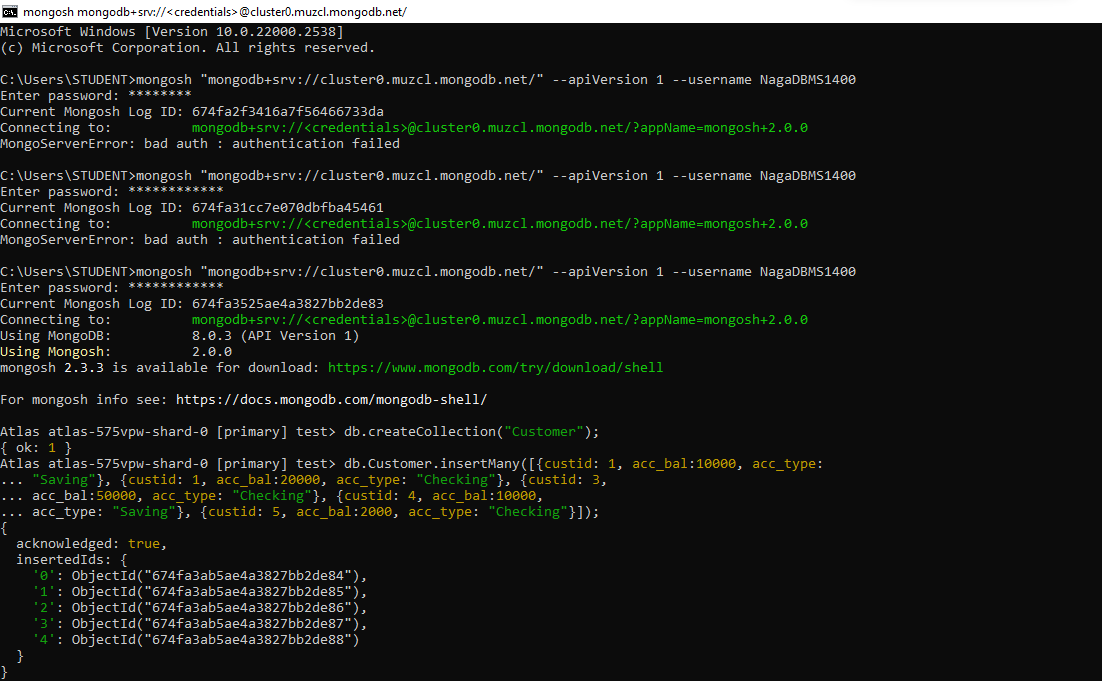 mongosh mongodb+srv://<credentials>@cluster0.muzcl.mongodb.net/
Microsoft Windows [Version 10.0.22000.2538]
(c) Microsoft Corporation. All rights reserved.
C:\Users\STUDENT>mongosh "mongodb+srv://cluster0.muzcl.mongodb.net/" --apiVersion 1 --username NagaDBMS1400
Enter password: ********
Current Mongosh Log ID: 674fa2f3416a7f56466733da
Connecting to:          mongodb+srv://<credentials>@cluster0.muzcl.mongodb.net/?appName=mongosh+2.0.0
MongoServerError: bad auth : authentication failed
C:\Users\STUDENT>mongosh "mongodb+srv://cluster0.muzcl.mongodb.net/" --apiVersion 1 --username NagaDBMS1400
Enter password: ************
Current Mongosh Log ID: 674fa31cc7e070dbfba45461
Connecting to:          mongodb+srv://<credentials>@cluster0.muzcl.mongodb.net/?appName=mongosh+2.0.0
MongoServerError: bad auth : authentication failed
C:\Users\STUDENT>mongosh "mongodb+srv://cluster0.muzcl.mongodb.net/" --apiVersion 1 --username NagaDBMS1400
Enter password: ************
Current Mongosh Log ID: 674fa3525ae4a3827bb2de83
Connecting to:          mongodb+srv://<credentials>@cluster0.muzcl.mongodb.net/?appName=mongosh+2.0.0
Using MongoDB:          8.0.3 (API Version 1)
Using Mongosh:          2.0.0
mongosh 2.3.3 is available for download: https://www.mongodb.com/try/download/shell
For mongosh info see: https://docs.mongodb.com/mongodb-shell/
Atlas atlas-575vpw-shard-0 [primary] test> db.createCollection("Customer");
{ ok: 1 }
Atlas atlas-575vpw-shard-0 [primary] test> db.Customer.insertMany([{custid: 1, acc_bal:10000, acc_type:
... "Saving"}, {custid: 1, acc_bal:20000, acc_type: "Checking"}, {custid: 3,
... acc_bal:50000, acc_type: "Checking"}, {custid: 4, acc_bal:10000,
... acc_type: "Saving"}, {custid: 5, acc_bal:2000, acc_type: "Checking"}]);
{
  acknowledged: true,
  insertedIds: {
    '0': ObjectId("674fa3ab5ae4a3827bb2de84"),
    '1': ObjectId("674fa3ab5ae4a3827bb2de85"),
    '2': ObjectId("674fa3ab5ae4a3827bb2de86"),
    '3': ObjectId("674fa3ab5ae4a3827bb2de87"),
    '4': ObjectId("674fa3ab5ae4a3827bb2de88")
  }
}